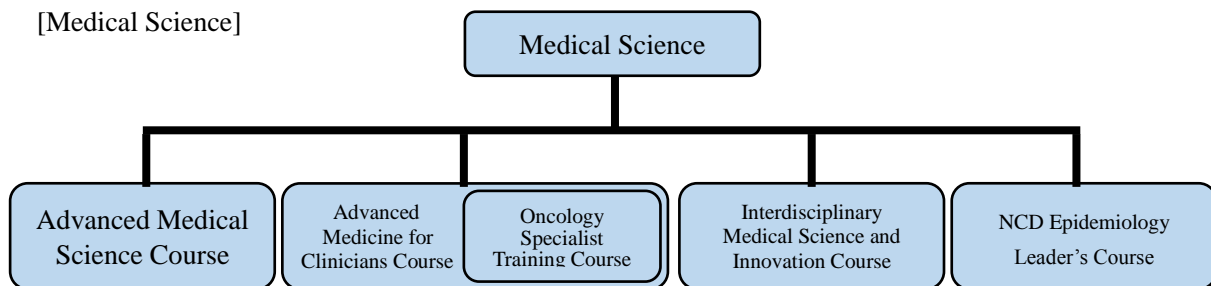 [Medical Science]
Medical Science
Advanced Medical
Science Course
Advanced
Medicine for
Clinicians Course
Oncology
Specialist
Training Course
Interdisciplinary
Medical Science and
Innovation Course
NCD Epidemiology
Leader’s Course